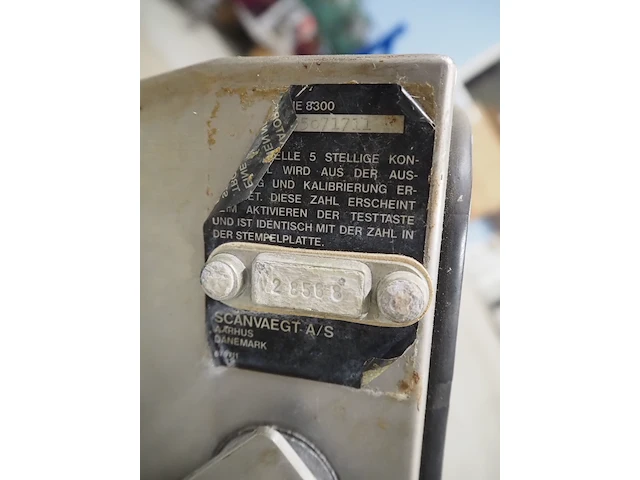 8300
071711
ELLE 5 STELLIGE KON-
WIRD AUS DER AUS-
UND KALIBRIERUNG ER-
ET. DIESE ZAHL ERSCHEINT
EIM AKTIVIEREN DER TESTTASTE
UND IST IDENTISCH MIT DER ZAHL IN
DER STEMPELPLATTE.
SCANVAEGT A/S
AARHUS
DANEMARK